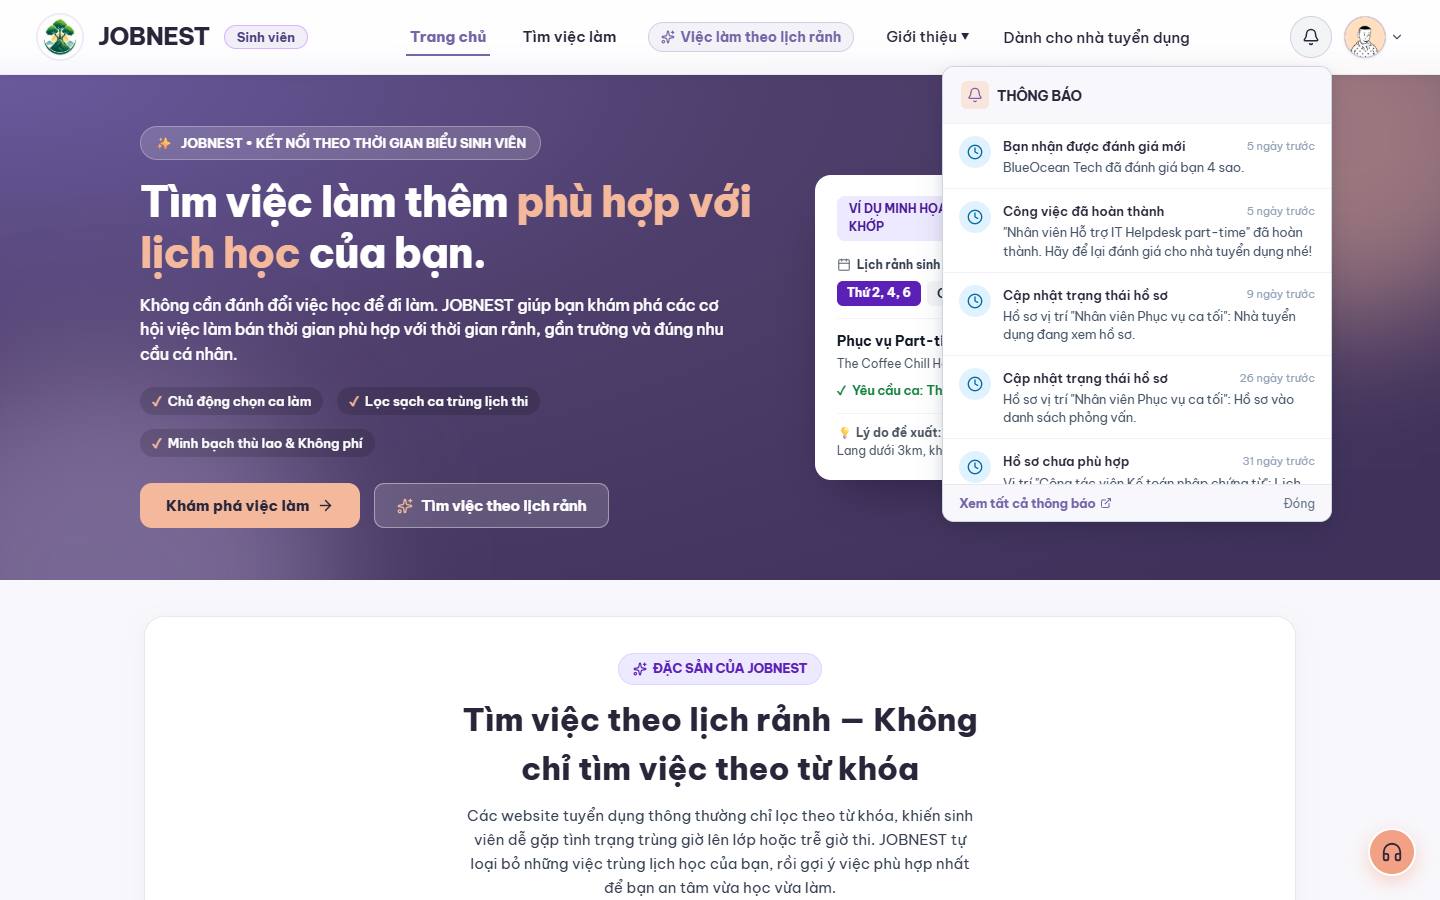 JOBNEST
Sinh viên
Trang chủ
Tìm việc làm
Việc làm theo lịch rảnh
Giới thiệu ▾
Dành cho nhà tuyển dụng
JOBNEST • KẾT NỐI THEO THỜI GIAN BIỂU SINH VIÊN
Tìm việc làm thêm phù hợp với
lịch học của bạn.
Không cần đánh đổi việc học để đi làm. JOBNEST giúp bạn khám phá các cơ
hội việc làm bán thời gian phù hợp với thời gian rảnh, gần trường và đúng nhu
cầu cá nhân.
✓ Chủ động chọn ca làm
✓ Lọc sạch ca trùng lịch thi
✓ Minh bạch thù lao & Không phí
Khám phá việc làm →
Tìm việc theo lịch rảnh
VÍ DỤ MINH HỌA
KHỚP
Lịch rảnh sinh
Thứ 2, 4, 6
Phục vụ Part-ti
The Coffee Chill H
✓ Yêu cầu ca: Th
Lý do đề xuất:
Lang dưới 3km, kh
THÔNG BÁO
Bạn nhận được đánh giá mới
5 ngày trước
BlueOcean Tech đã đánh giá bạn 4 sao.
Công việc đã hoàn thành
5 ngày trước
"Nhân viên Hỗ trợ IT Helpdesk part-time" đã hoàn
thành. Hãy để lại đánh giá cho nhà tuyển dụng nhé!
Cập nhật trạng thái hồ sơ
9 ngày trước
Hồ sơ vị trí "Nhân viên Phục vụ ca tối": Nhà tuyển
dụng đang xem hồ sơ.
Cập nhật trạng thái hồ sơ
26 ngày trước
Hồ sơ vị trí "Nhân viên Phục vụ ca tối": Hồ sơ vào
danh sách phỏng vấn.
Hồ sơ chưa phù hợp
31 ngày trước
Vị trí "Cộng tác viên Kế toán nhập chứng từ": Lịch
Xem tất cả thông báo
Đóng
ĐẶC SẢN CỦA JOBNEST
Tìm việc theo lịch rảnh — Không
chỉ tìm việc theo từ khóa
Các website tuyển dụng thông thường chỉ lọc theo từ khóa, khiến sinh
viên dễ gặp tình trạng trùng giờ lên lớp hoặc trễ giờ thi. JOBNEST tự
loại bỏ những việc trùng lịch học của bạn, rồi gợi ý việc phù hợp nhất
để bạn an tâm vừa học vừa làm.